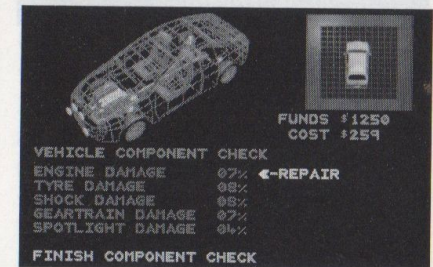 FUNDS $1250
COST $259
VEHICLE COMPONENT CHECK
ENGINE DAMAGE 07% <-REPAIR
TYRE DAMAGE 08%
SHOCK DAMAGE 08%
GEARTRAIN DAMAGE 07%
SPOTLIGHT DAMAGE 04%
FINISH COMPONENT CHECK